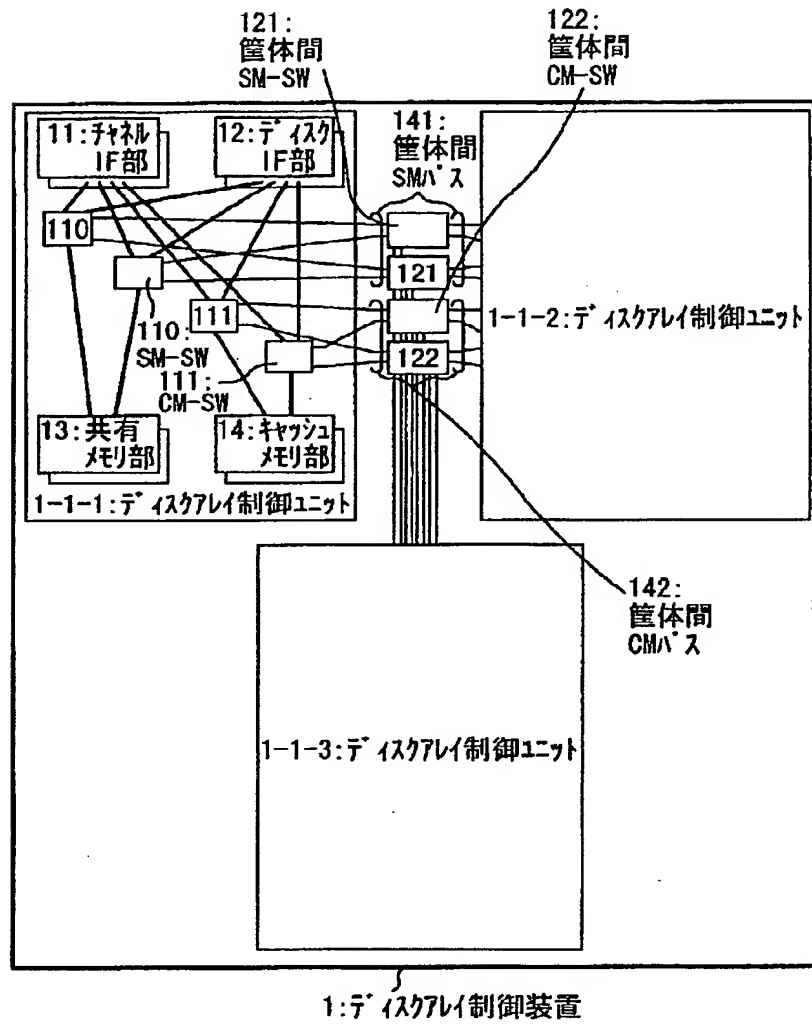 121:
筐体間
SM-SW
122:
筐体間
CM-SW
11:チャネル
IF部
12:ディスク
IF部
141:
筐体間
SMパス
110
121
111
122
110:
SM-SW
111:
CM-SW
1-1-2:ディスクアレイ制御ユニット
13:共有
メモリ部
14:キャッシュ
メモリ部
1-1-1:ディスクアレイ制御ユニット
142:
筐体間
CMパス
1-1-3:ディスクアレイ制御ユニット
1:ディスクアレイ制御装置